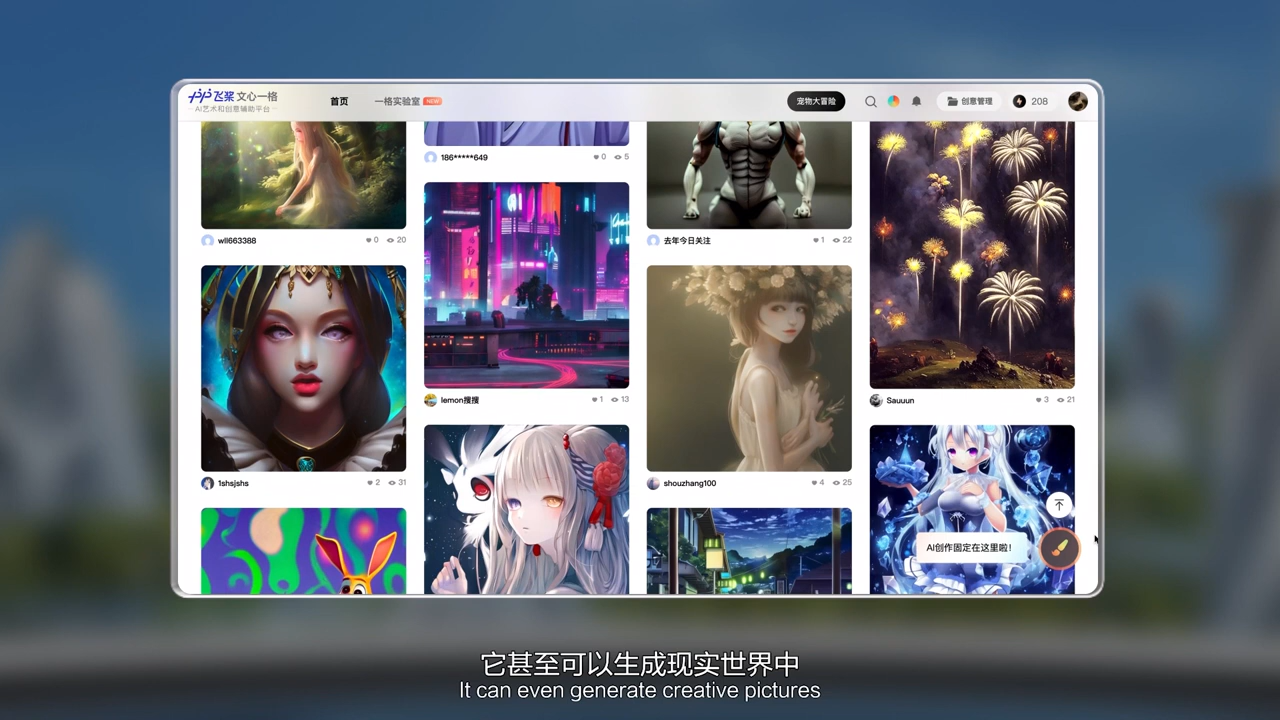 飞桨 文心一格
AI艺术和创意辅助平台
首页
一格实验室 NEW
宠物大冒险
创意管理
208
wll663388
0 20
186*****649
0 5
去年今日关注
1 22
lemon搜搜
1 13
Sauuun
3 21
1shsjshs
2 31
shouzhang100
4 25
AI创作固定在这里啦!
它甚至可以生成现实世界中
It can even generate creative pictures